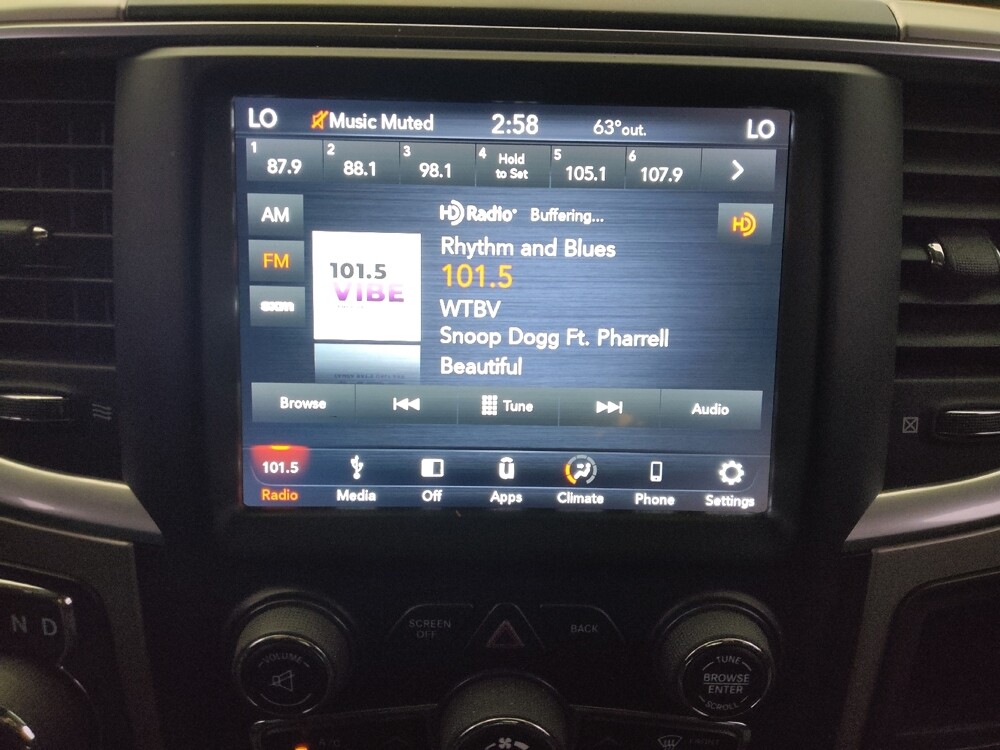 LO Music Muted 2:58 63°out. LO
1 87.9 2 88.1 3 98.1 4 Hold to Set 5 105.1 6 107.9
AM
HD Radio Buffering... HD
Rhythm and Blues
FM
101.5
VIBE
101.5
WTBV
sxm
Snoop Dogg Ft. Pharrell
Beautiful
Browse Tune Audio
101.5
Radio Media Off Apps Climate Phone Settings
N D
SCREEN
OFF
BACK
VOLUME
TUNE
BROWSE
ENTER
SCROLL
A/C
FRONT